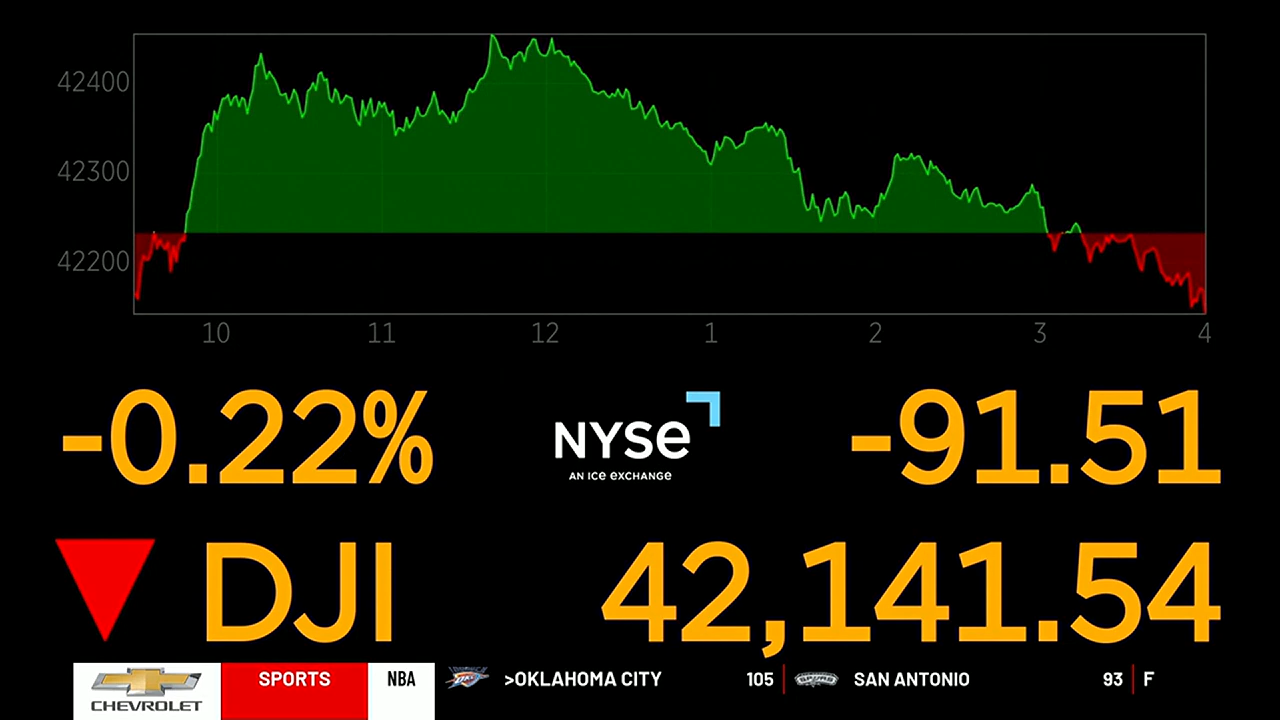 42400
42300
42200
10 11 12 1 2 3 4
-0.22% NYSE -91.51
AN ICE EXCHANGE
DJI 42,141.54
CHEVROLET SPORTS NBA >OKLAHOMA CITY 105 SAN ANTONIO 93 F